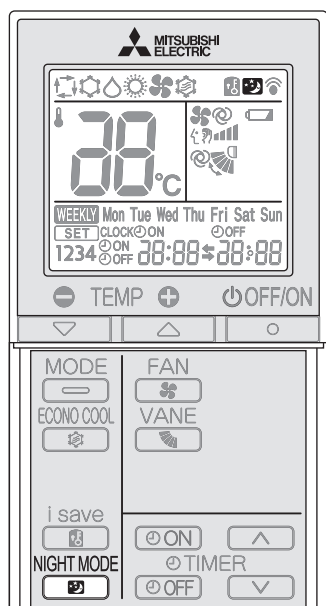 MITSUBISHI
ELECTRIC
88°C
WEEKLY Mon Tue Wed Thu Fri Sat Sun
SET CLOCK ON OFF
1234 ON OFF 88:88 88:88
TEMP OFF/ON
MODE FAN
ECONO COOL VANE
i save
ON
NIGHT MODE TIMER
OFF